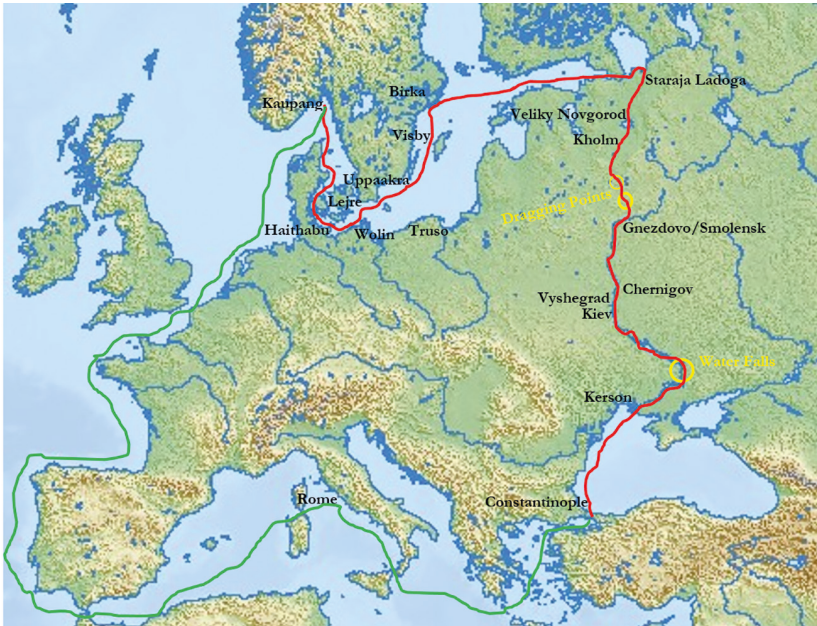 Staraja Ladoga
Birka
Kaupang
Veliky Novgorod
Visby
Kholm
Uppaakra
Dragging Points
Lejre
Haithabu
Wolin
Truso
Gnezdovo/Smolensk
Chernigov
Vyshegrad
Kiev
Water Falls
Kerson
Rome
Constantinople